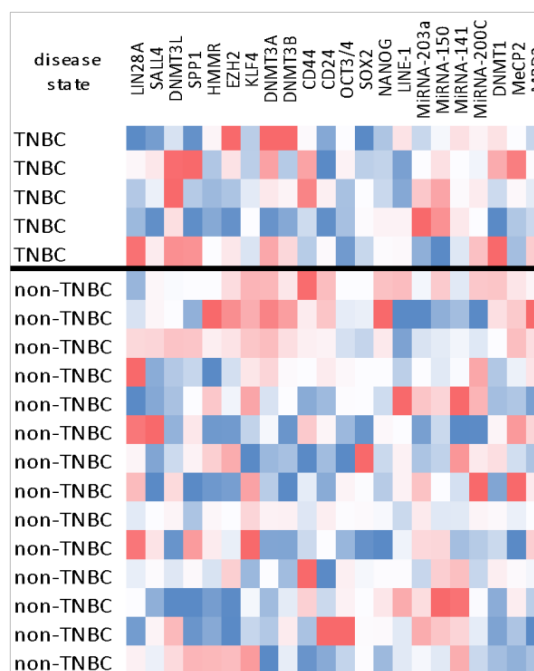 disease
state
LIN28A
SALL4
DNMT3L
SPP1
HMMR
EZH2
KLF4
DNMT3A
DNMT3B
CD44
CD24
OCT3/4
SOX2
NANOG
LINE-1
MiRNA-203a
MiRNA-150
MiRNA-141
MiRNA-200C
DNMT1
MeCP2
TNBC
TNBC
TNBC
TNBC
TNBC
non-TNBC
non-TNBC
non-TNBC
non-TNBC
non-TNBC
non-TNBC
non-TNBC
non-TNBC
non-TNBC
non-TNBC
non-TNBC
non-TNBC
non-TNBC
non-TNBC